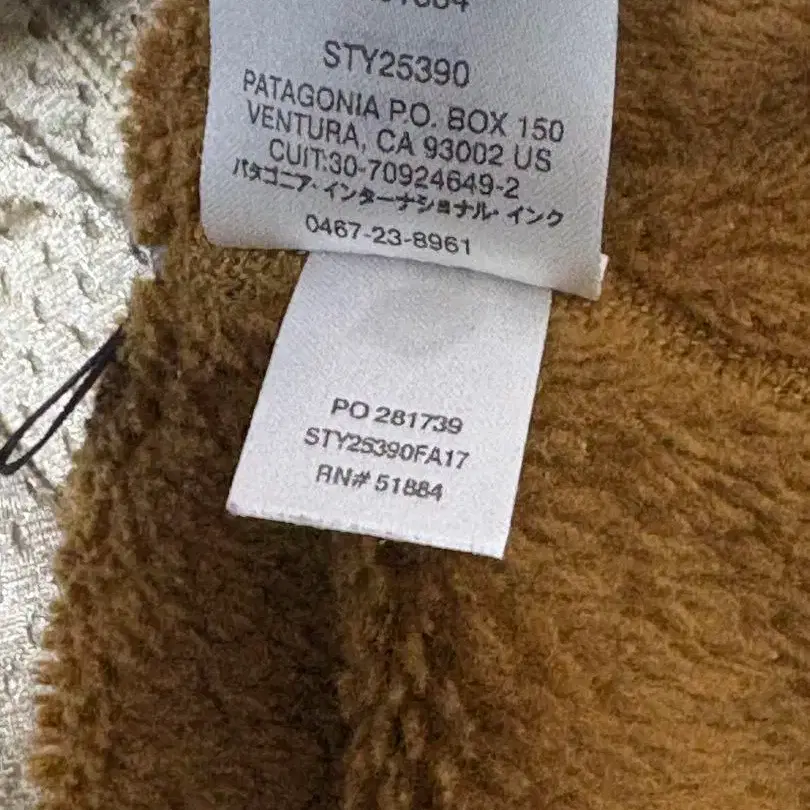 STY25390
PATAGONIA P.O. BOX 150
VENTURA, CA 93002 US
CUIT:30-70924649-2
パタゴニア・インターナショナル・インク
0467-23-8961
PO 281739
STY25390FA17
RN# 51884